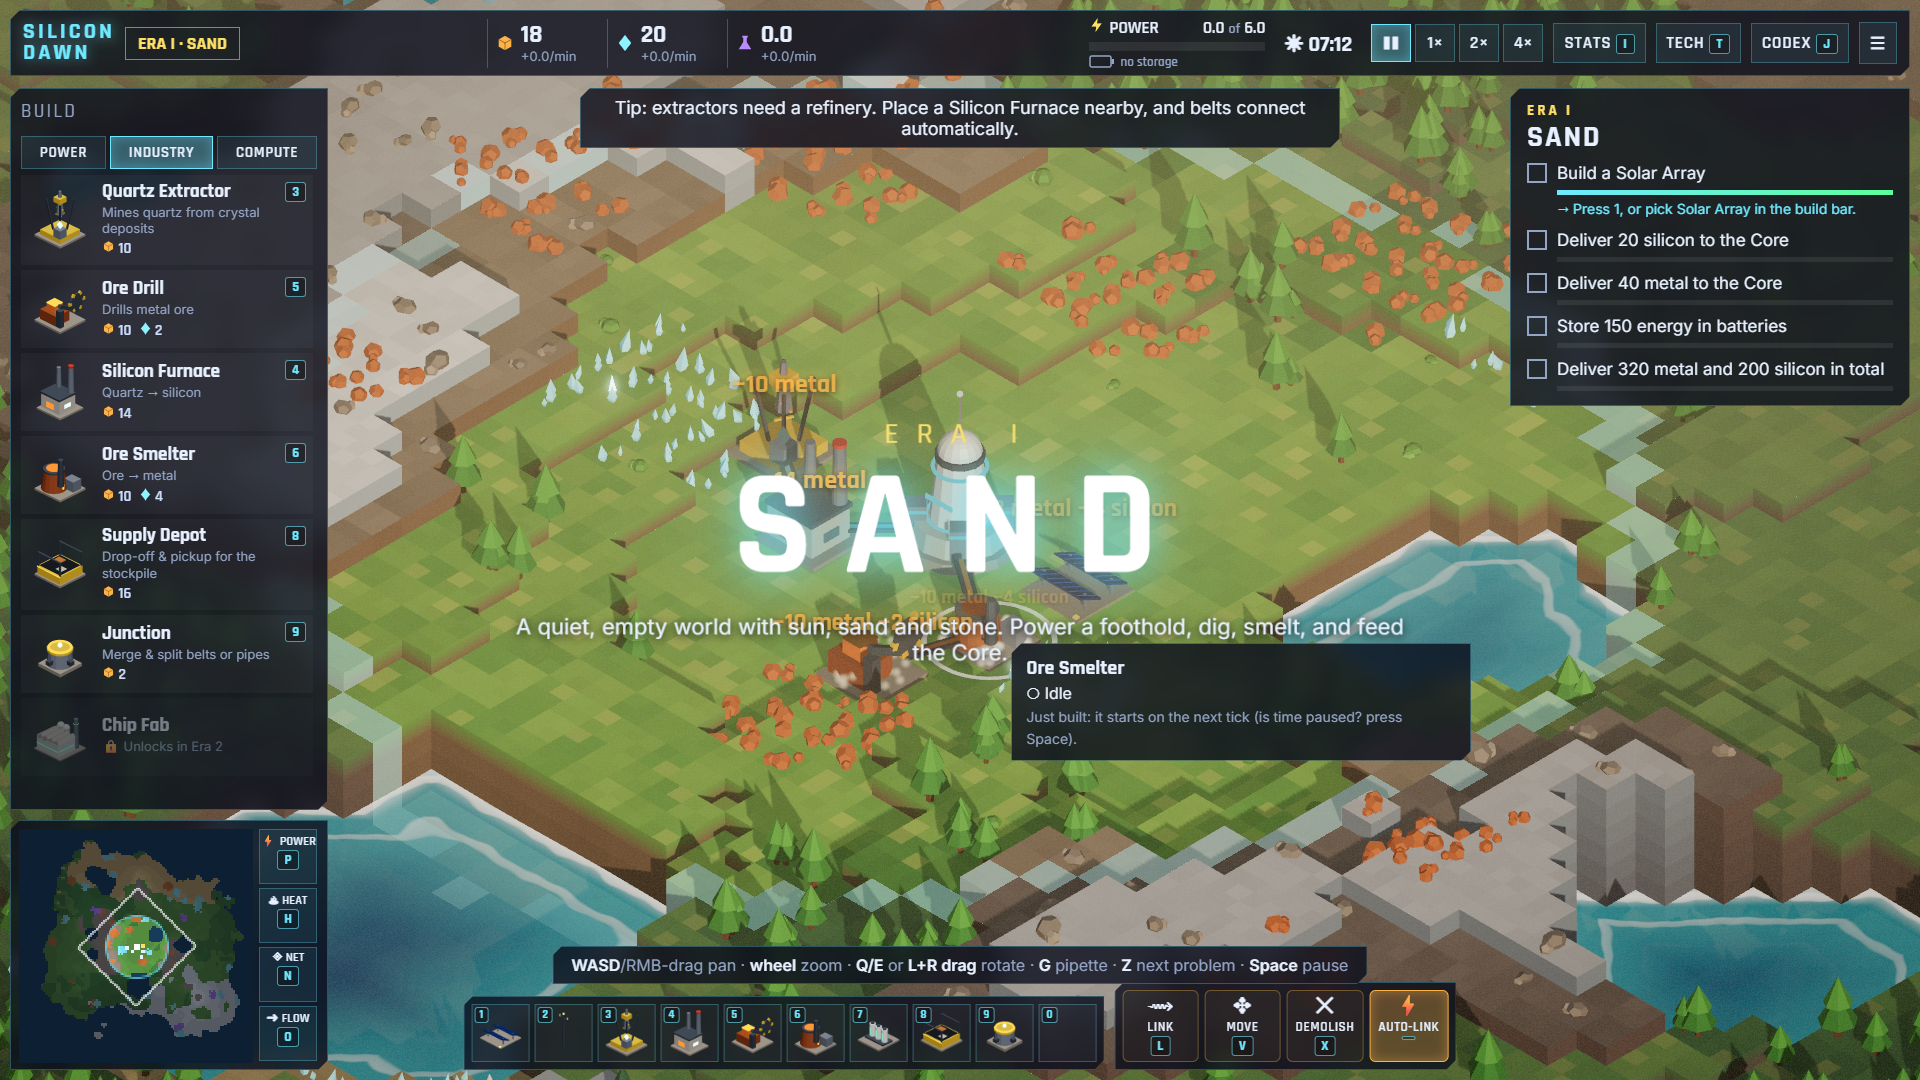 SILICON
DAWN
ERA I · SAND
18
+0.0/min
20
+0.0/min
0.0
+0.0/min
POWER
0.0 of 6.0
no storage
07:12
1×
2×
4×
STATS I
TECH T
CODEX J
BUILD
POWER
INDUSTRY
COMPUTE
Quartz Extractor
3
Mines quartz from crystal
deposits
10
Ore Drill
5
Drills metal ore
10 2
Silicon Furnace
4
Quartz → silicon
14
Ore Smelter
6
Ore → metal
10 4
Supply Depot
8
Drop-off & pickup for the
stockpile
16
Junction
9
Merge & split belts or pipes
2
Chip Fab
Unlocks in Era 2
Tip: extractors need a refinery. Place a Silicon Furnace nearby, and belts connect
automatically.
ERA I
SAND
Build a Solar Array
→ Press 1, or pick Solar Array in the build bar.
Deliver 20 silicon to the Core
Deliver 40 metal to the Core
Store 150 energy in batteries
Deliver 320 metal and 200 silicon in total
-10 metal
ERA I
metal
SAND
-10 metal -4 silicon
-10 metal -2 silicon
A quiet, empty world with sun, sand and stone. Power a foothold, dig, smelt, and feed
the Core.
Ore Smelter
Idle
Just built: it starts on the next tick (is time paused? press
Space).
POWER
P
HEAT
H
NET
N
FLOW
O
WASD/RMB-drag pan · wheel zoom · Q/E or L+R drag rotate · G pipette · Z next problem · Space pause
1
2
3
4
5
6
7
8
9
0
LINK
L
MOVE
V
DEMOLISH
X
AUTO-LINK